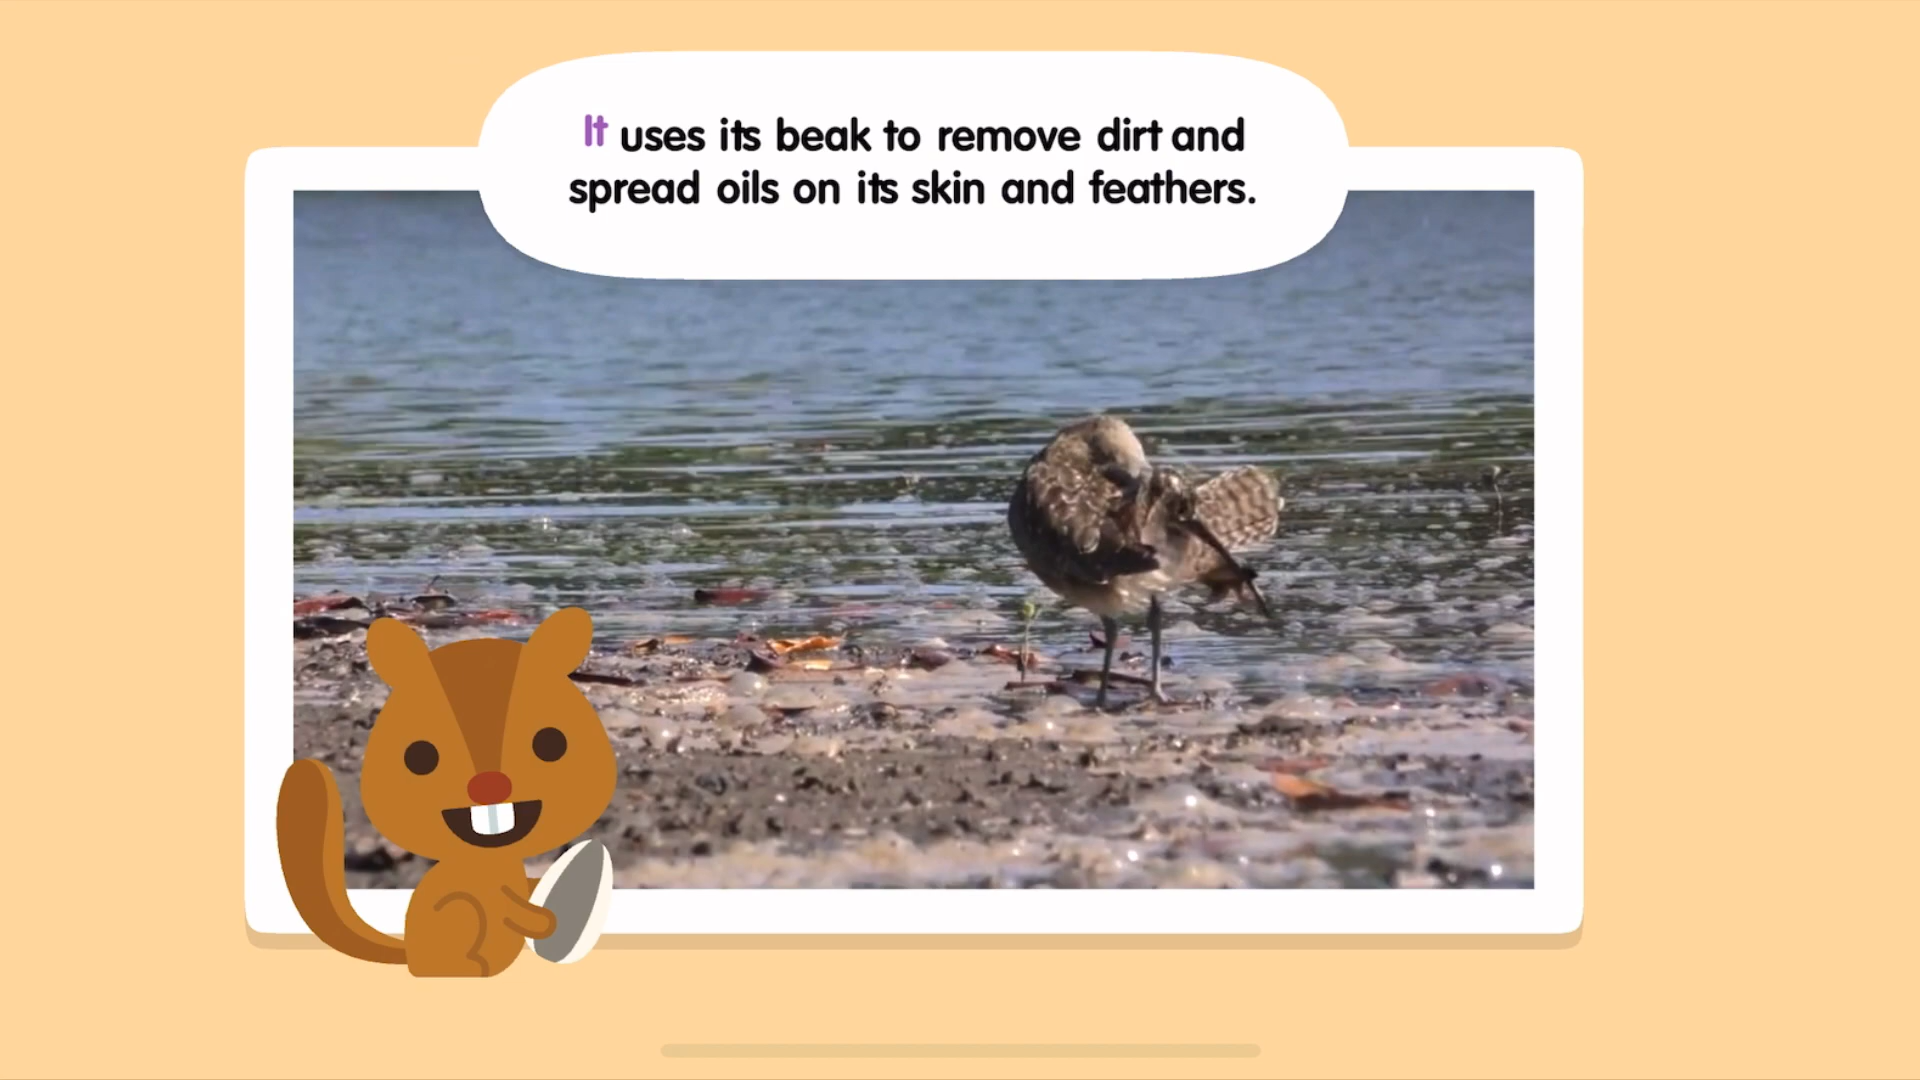 It uses its beak to remove dirt and
spread oils on its skin and feathers.